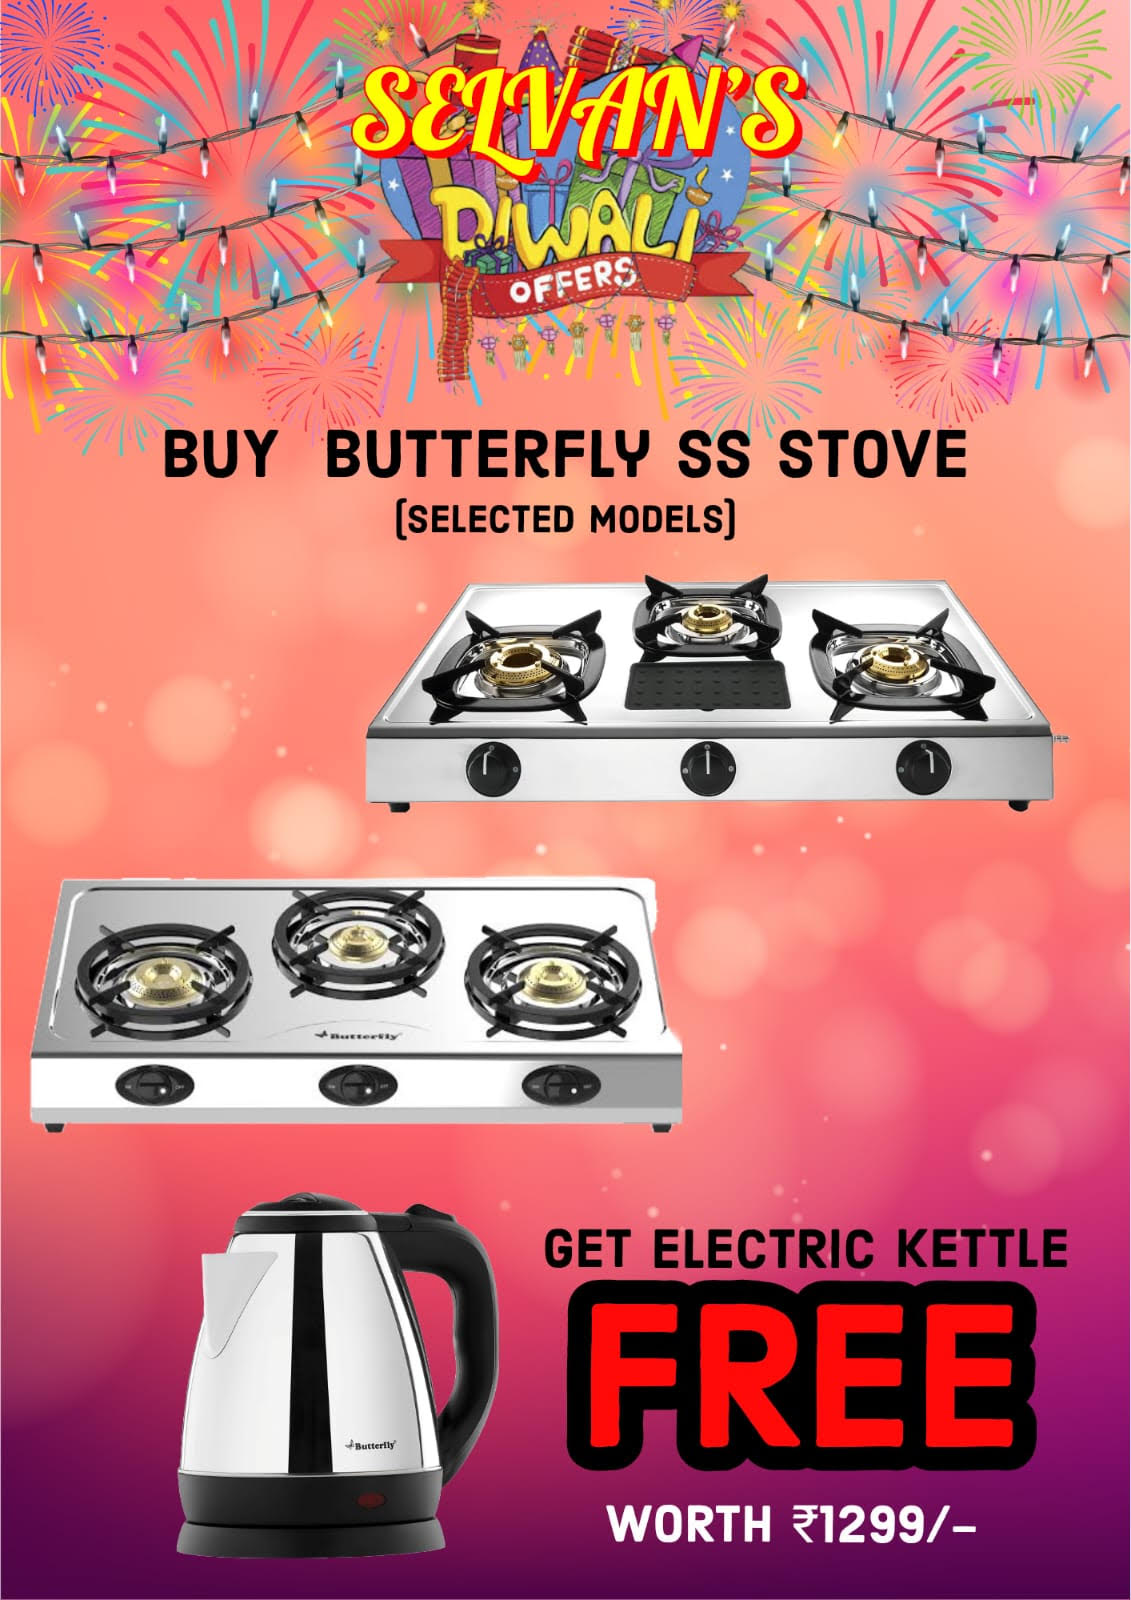 SELVAN'S
DIWALI
OFFERS
BUY BUTTERFLY SS STOVE
(SELECTED MODELS)
Butterfly
GET ELECTRIC KETTLE
FREE
Butterfly
WORTH ₹1299/-